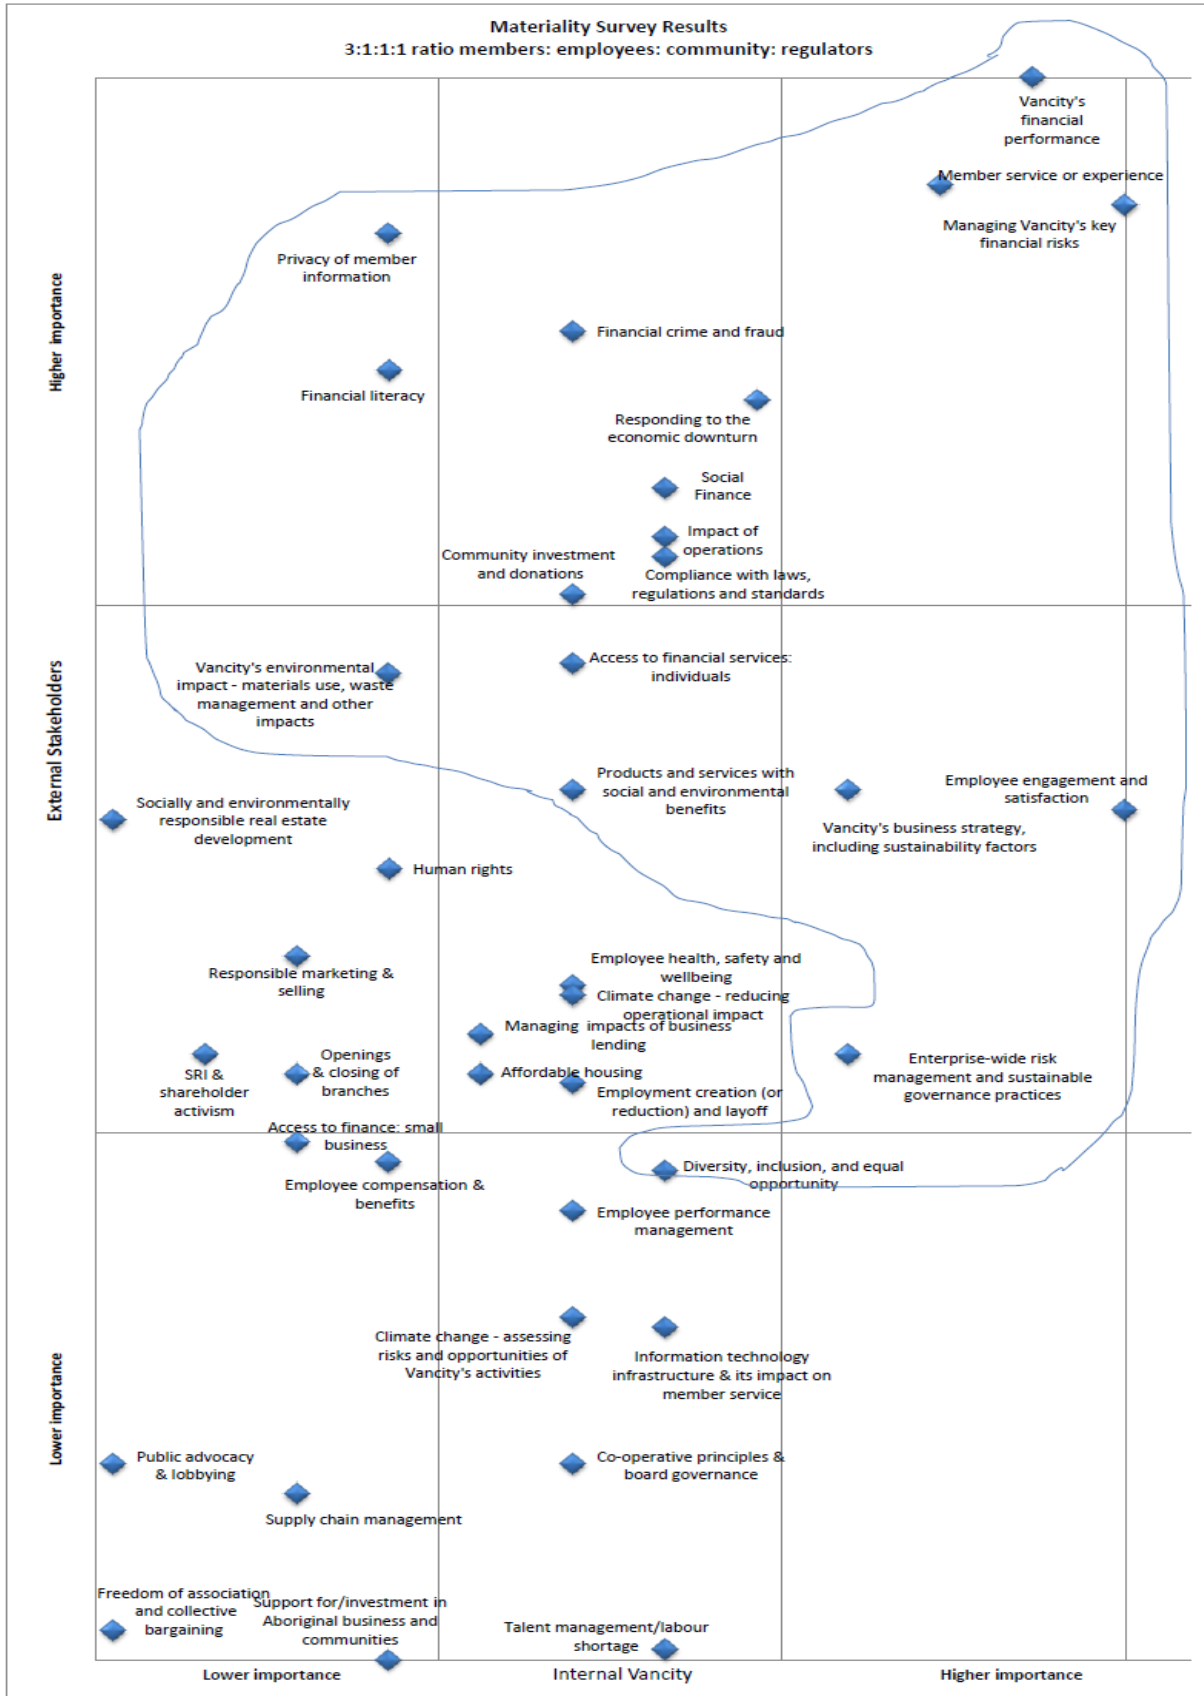 Materiality Survey Results
3:1:1:1 ratio members: employees: community: regulators
Vancity's
financial
performance
Member service or experience
Managing Vancity's key
financial risks
Privacy of member
information
Higher importance
Financial crime and fraud
Financial literacy
Responding to the
economic downturn
Social
Finance
Impact of
operations
Community investment
and donations
Compliance with laws,
regulations and standards
External Stakeholders
Vancity's environmental
impact - materials use, waste
management and other
impacts
Access to financial services:
individuals
Products and services with
social and environmental
benefits
Employee engagement and
satisfaction
Socially and environmentally
responsible real estate
development
Vancity's business strategy,
including sustainability factors
Human rights
Responsible marketing &
selling
Employee health, safety and
wellbeing
Climate change - reducing
operational impact
Managing impacts of business
lending
SRI &
shareholder
activism
Openings
& closing of
branches
Affordable housing
Employment creation (or
reduction) and layoff
Enterprise-wide risk
management and sustainable
governance practices
Access to finance: small
business
Employee compensation &
benefits
Diversity, inclusion, and equal
opportunity
Employee performance
management
Climate change - assessing
risks and opportunities of
Vancity's activities
Information technology
infrastructure & its impact on
member service
Lower importance
Public advocacy
& lobbying
Co-operative principles &
board governance
Supply chain management
Freedom of association
and collective
bargaining
Support for/investment in
Aboriginal business and
communities
Talent management/labour
shortage
Lower importance
Internal Vancity
Higher importance